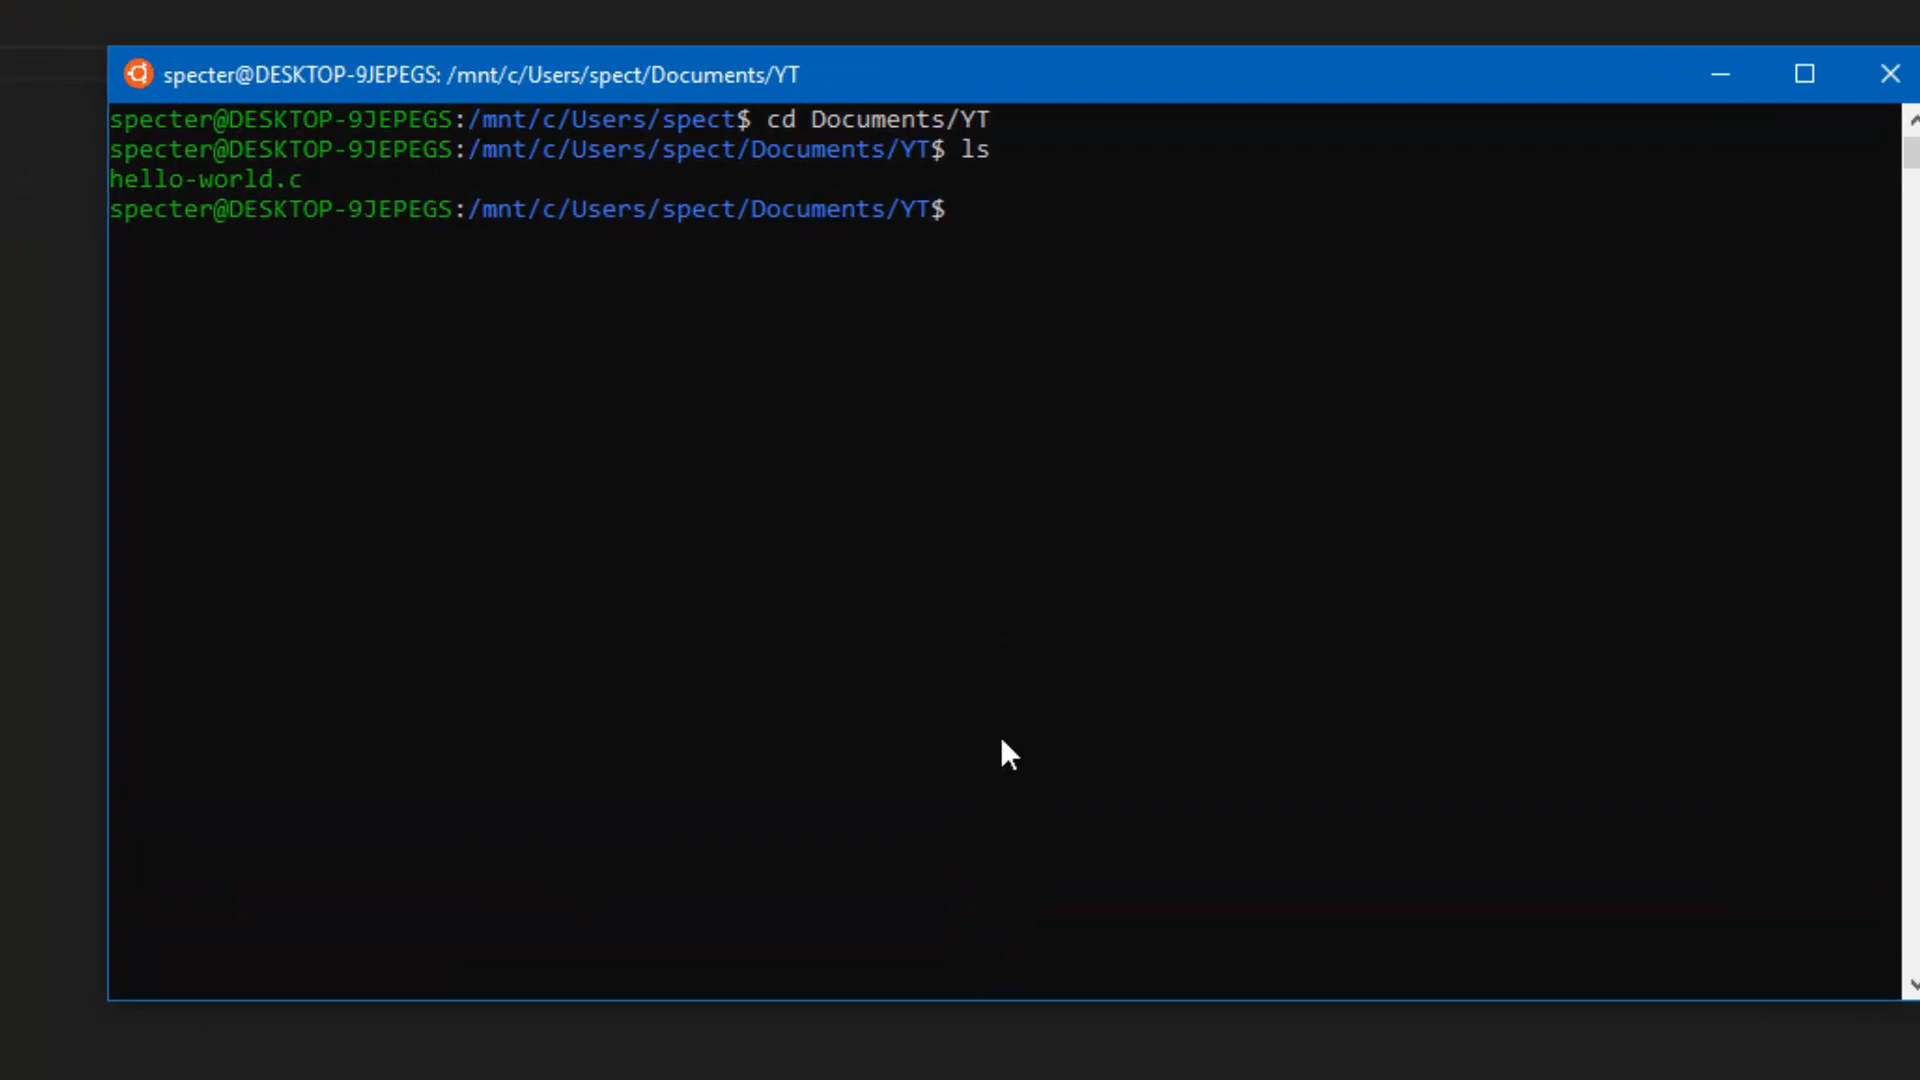 specter@DESKTOP-9JEPEGS: /mnt/c/Users/spect/Documents/YT
specter@DESKTOP-9JEPEGS:/mnt/c/Users/spect$ cd Documents/YT
specter@DESKTOP-9JEPEGS:/mnt/c/Users/spect/Documents/YT$ ls
hello-world.c
specter@DESKTOP-9JEPEGS:/mnt/c/Users/spect/Documents/YT$